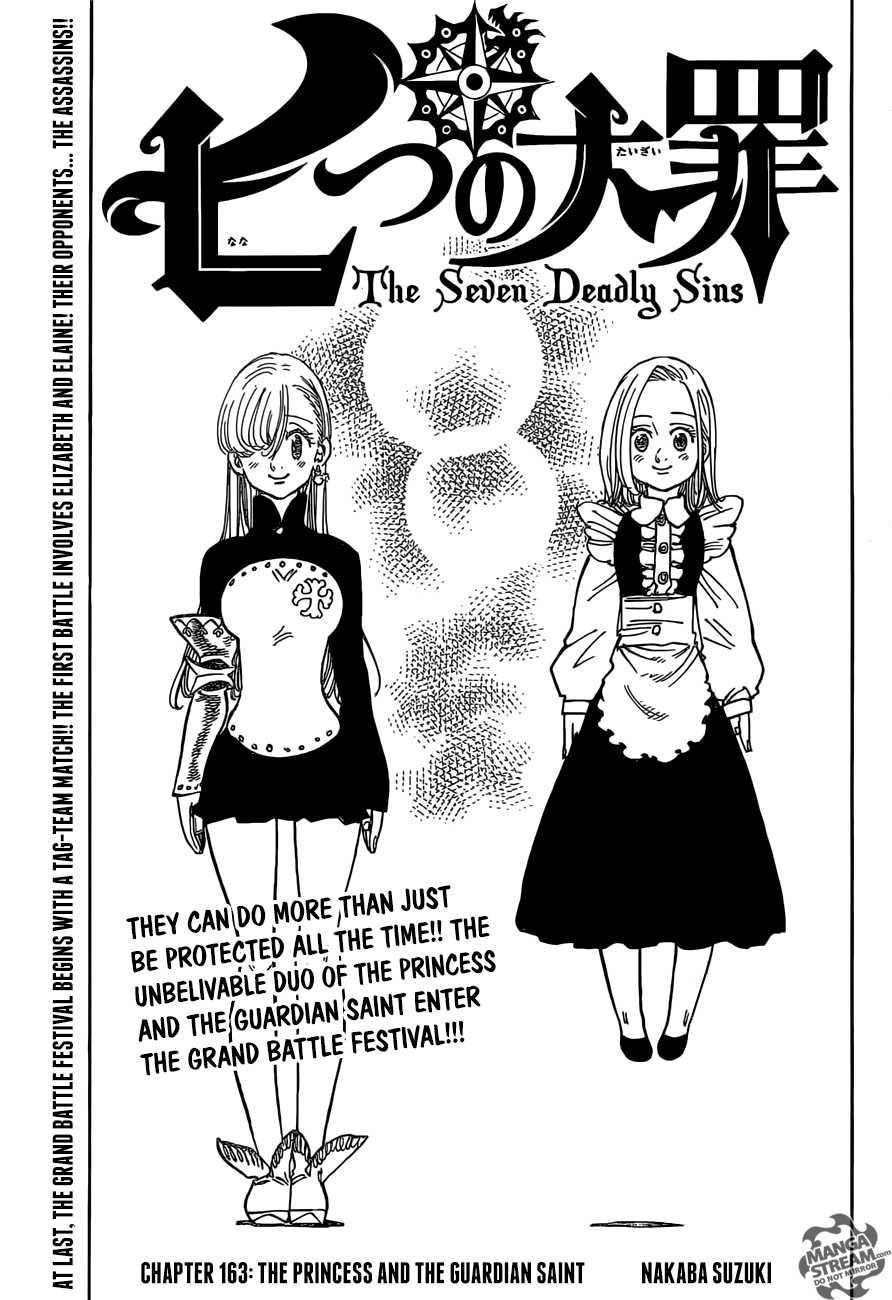 AT LAST, THE GRAND BATTLE FESTIVAL BEGINS WITH A TAG-TEAM MATCH!! THE FIRST BATTLE INVOLVES ELIZABETH AND ELAINE! THEIR OPPONENTS... THE ASSASSINS!!
七つの大罪
なな
たいざい
The Seven Deadly Sins
THEY CAN DO MORE THAN JUST
BE PROTECTED ALL THE TIME!! THE
UNBELIVABLE DUO OF THE PRINCESS
AND THE GUARDIAN SAINT ENTER
THE GRAND BATTLE FESTIVAL!!!
CHAPTER 163: THE PRINCESS AND THE GUARDIAN SAINT
NAKABA SUZUKI
MANGA
STREAM.COM
DO NOT MIRROR